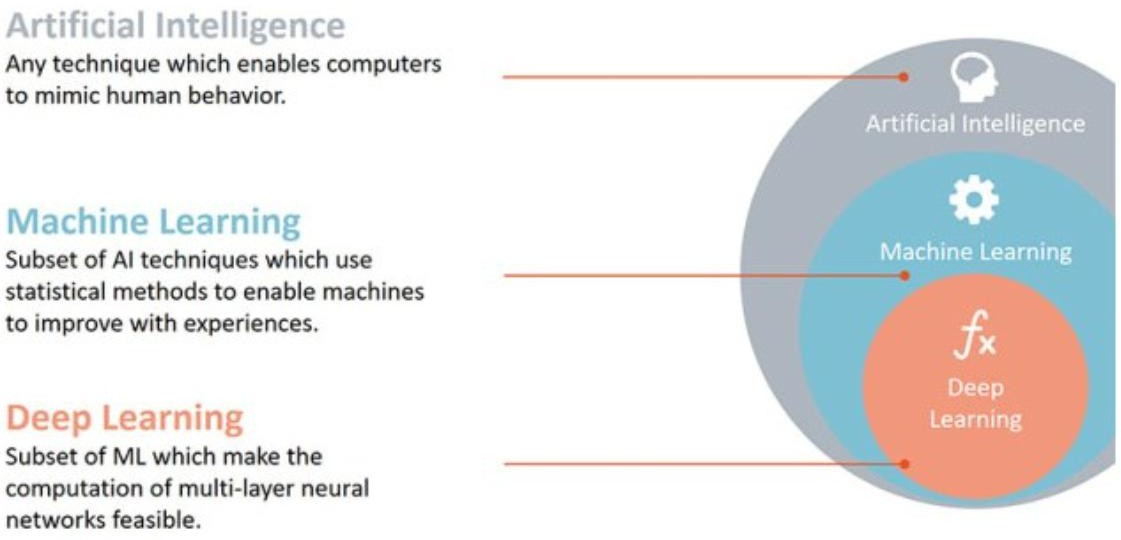 Artificial Intelligence
Any technique which enables computers
to mimic human behavior.
Machine Learning
Subset of AI techniques which use
statistical methods to enable machines
to improve with experiences.
Deep Learning
Subset of ML which make the
computation of multi-layer neural
networks feasible.
Artificial Intelligence
Machine Learning
fx
Deep
Learning